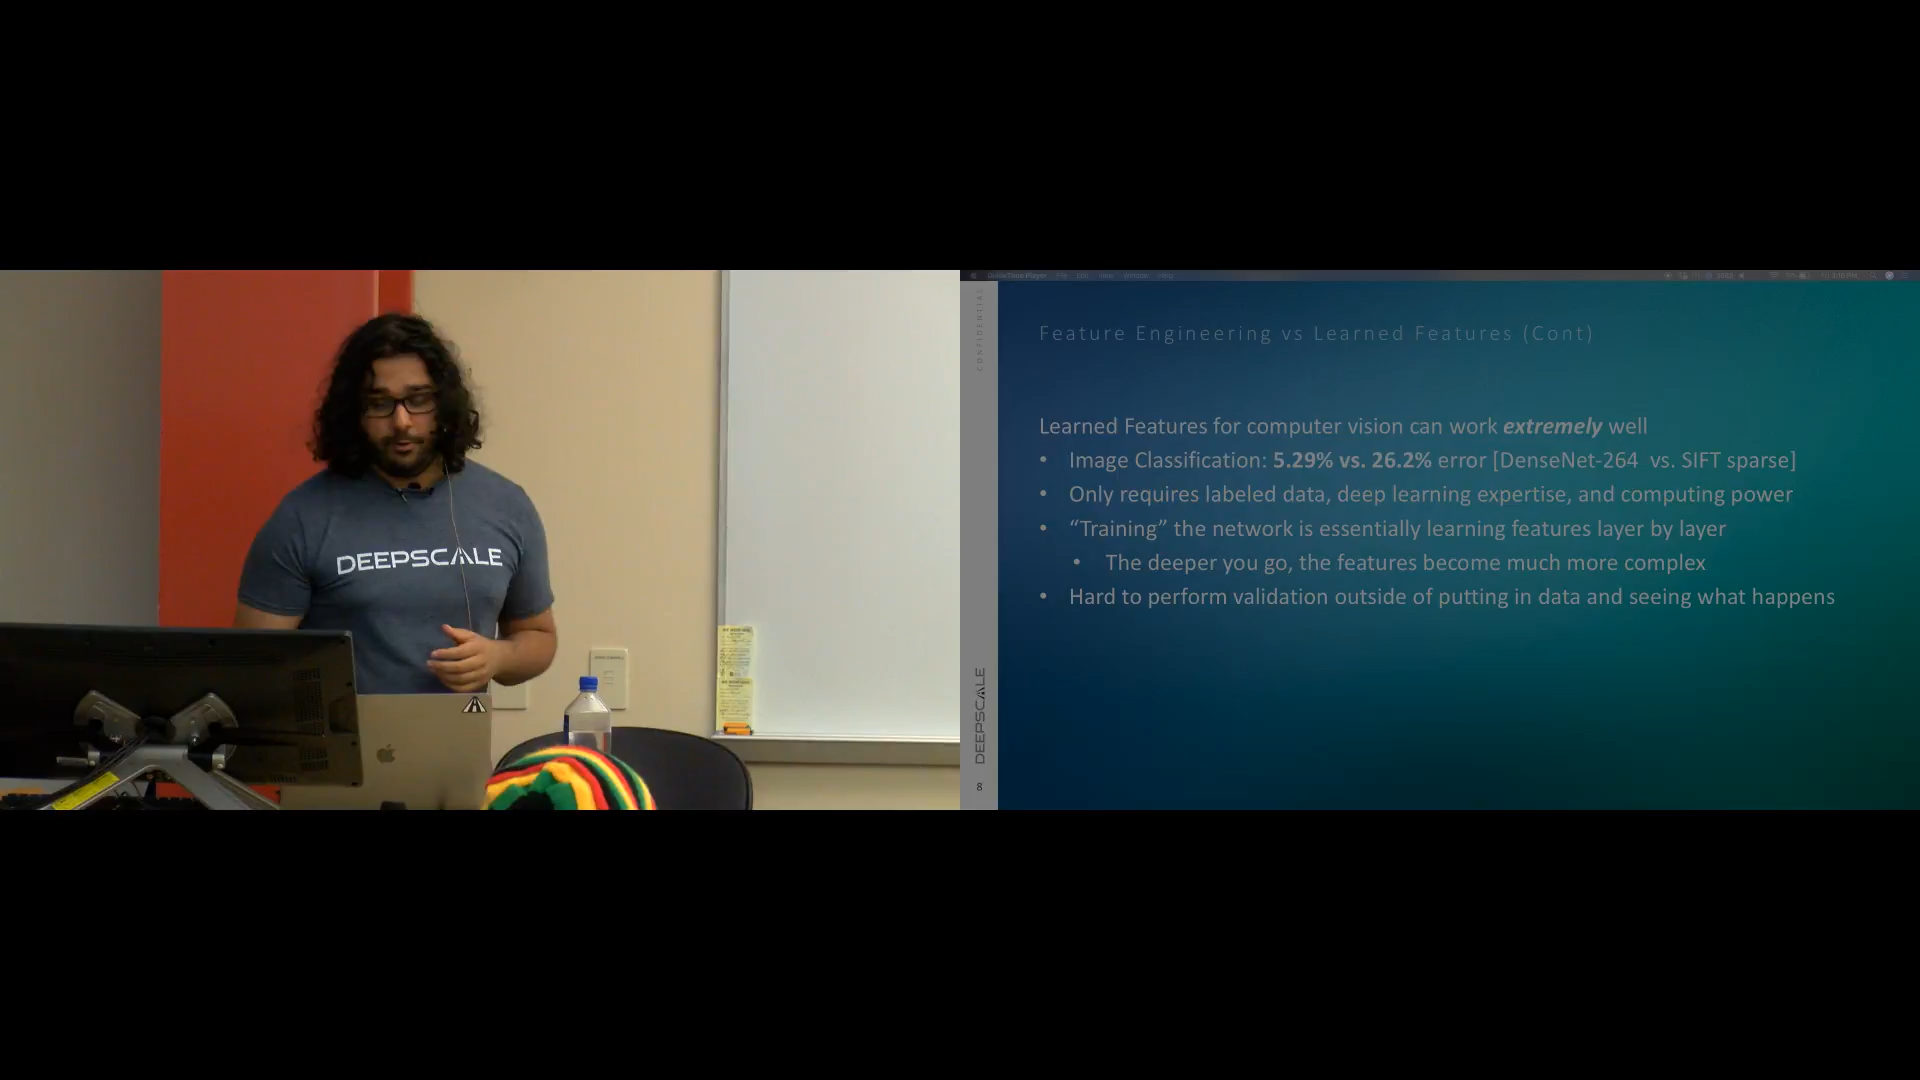 DEEPSCALE
CONFIDENTIAL
Feature Engineering vs Learned Features (Cont)
Learned Features for computer vision can work extremely well
• Image Classification: 5.29% vs. 26.2% error [DenseNet-264 vs. SIFT sparse]
• Only requires labeled data, deep learning expertise, and computing power
• “Training” the network is essentially learning features layer by layer
• The deeper you go, the features become much more complex
• Hard to perform validation outside of putting in data and seeing what happens
DEEPSCALE
8